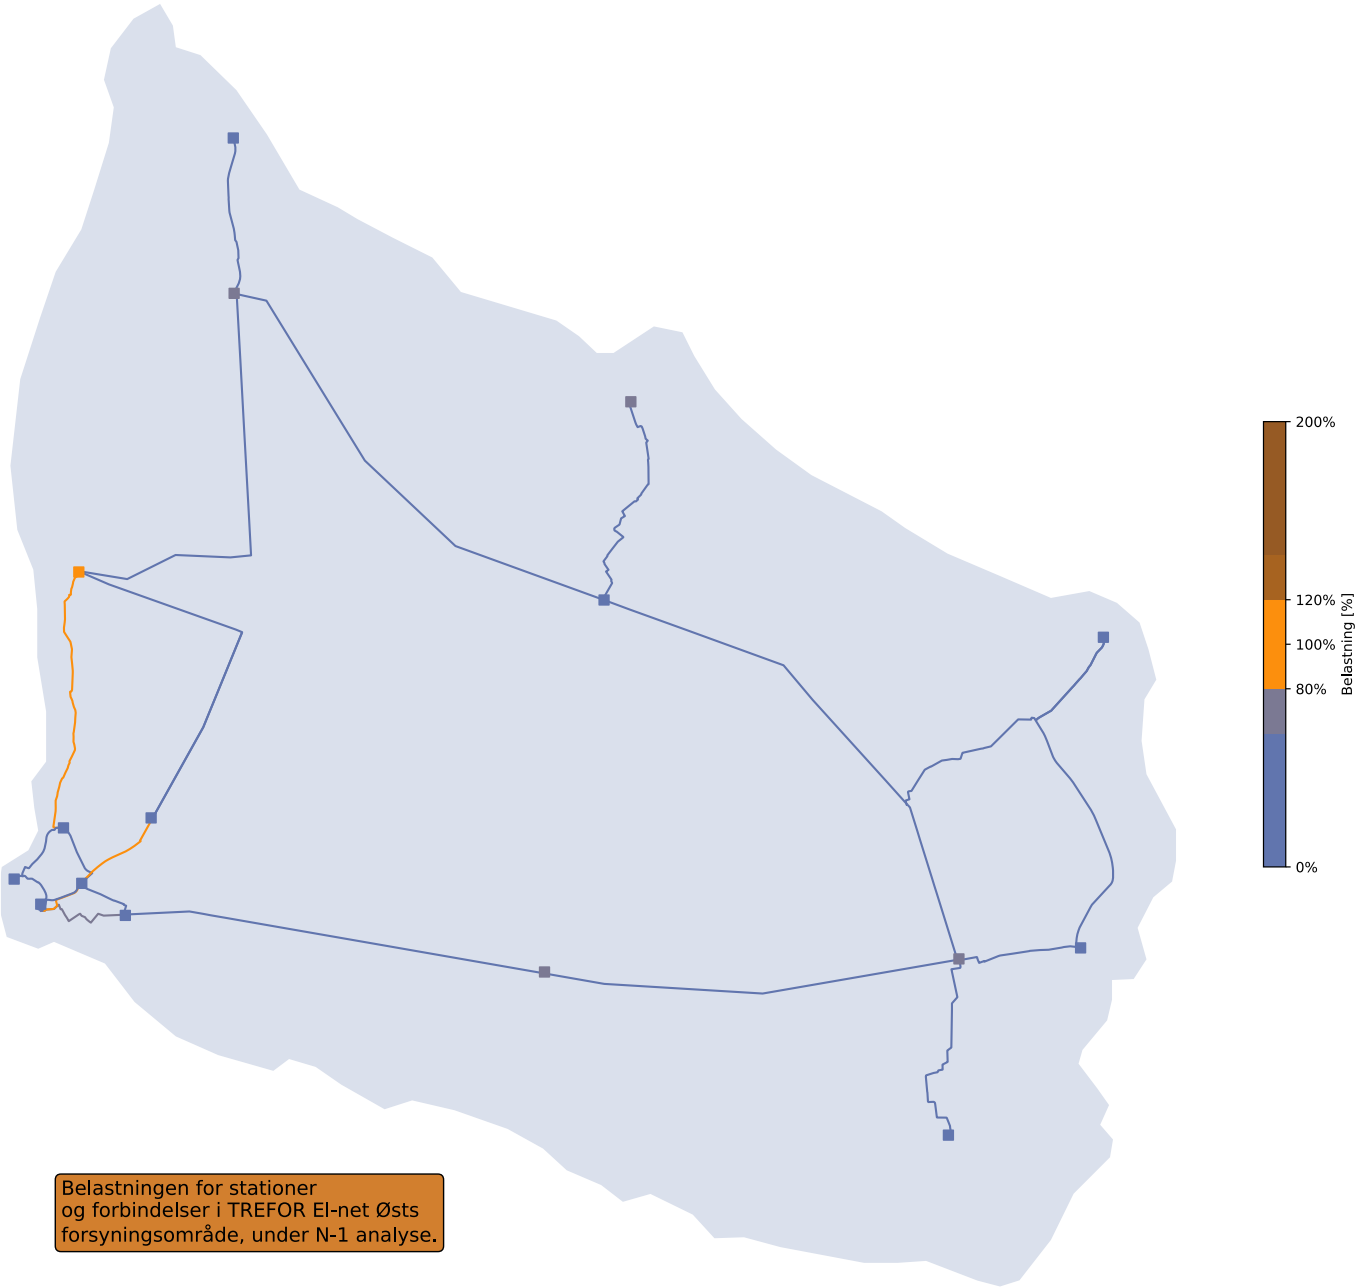 200%
120%
100%
80%
0%
Belastning [%]
Belastningen for stationer
og forbindelser i TREFOR El-net Østs
forsyningsområde, under N-1 analyse.